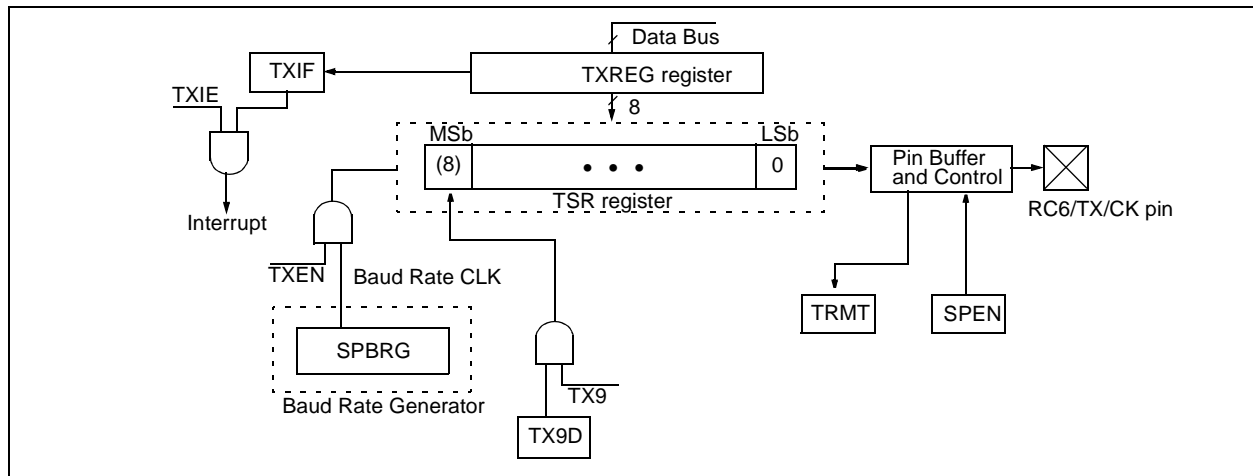 Data Bus
TXIF
TXREG register
TXIE
8
MSb
LSb
(8)
• • •
0
TSR register
Pin Buffer
and Control
Interrupt
RC6/TX/CK pin
TXEN
Baud Rate CLK
TRMT
SPEN
SPBRG
TX9
Baud Rate Generator
TX9D